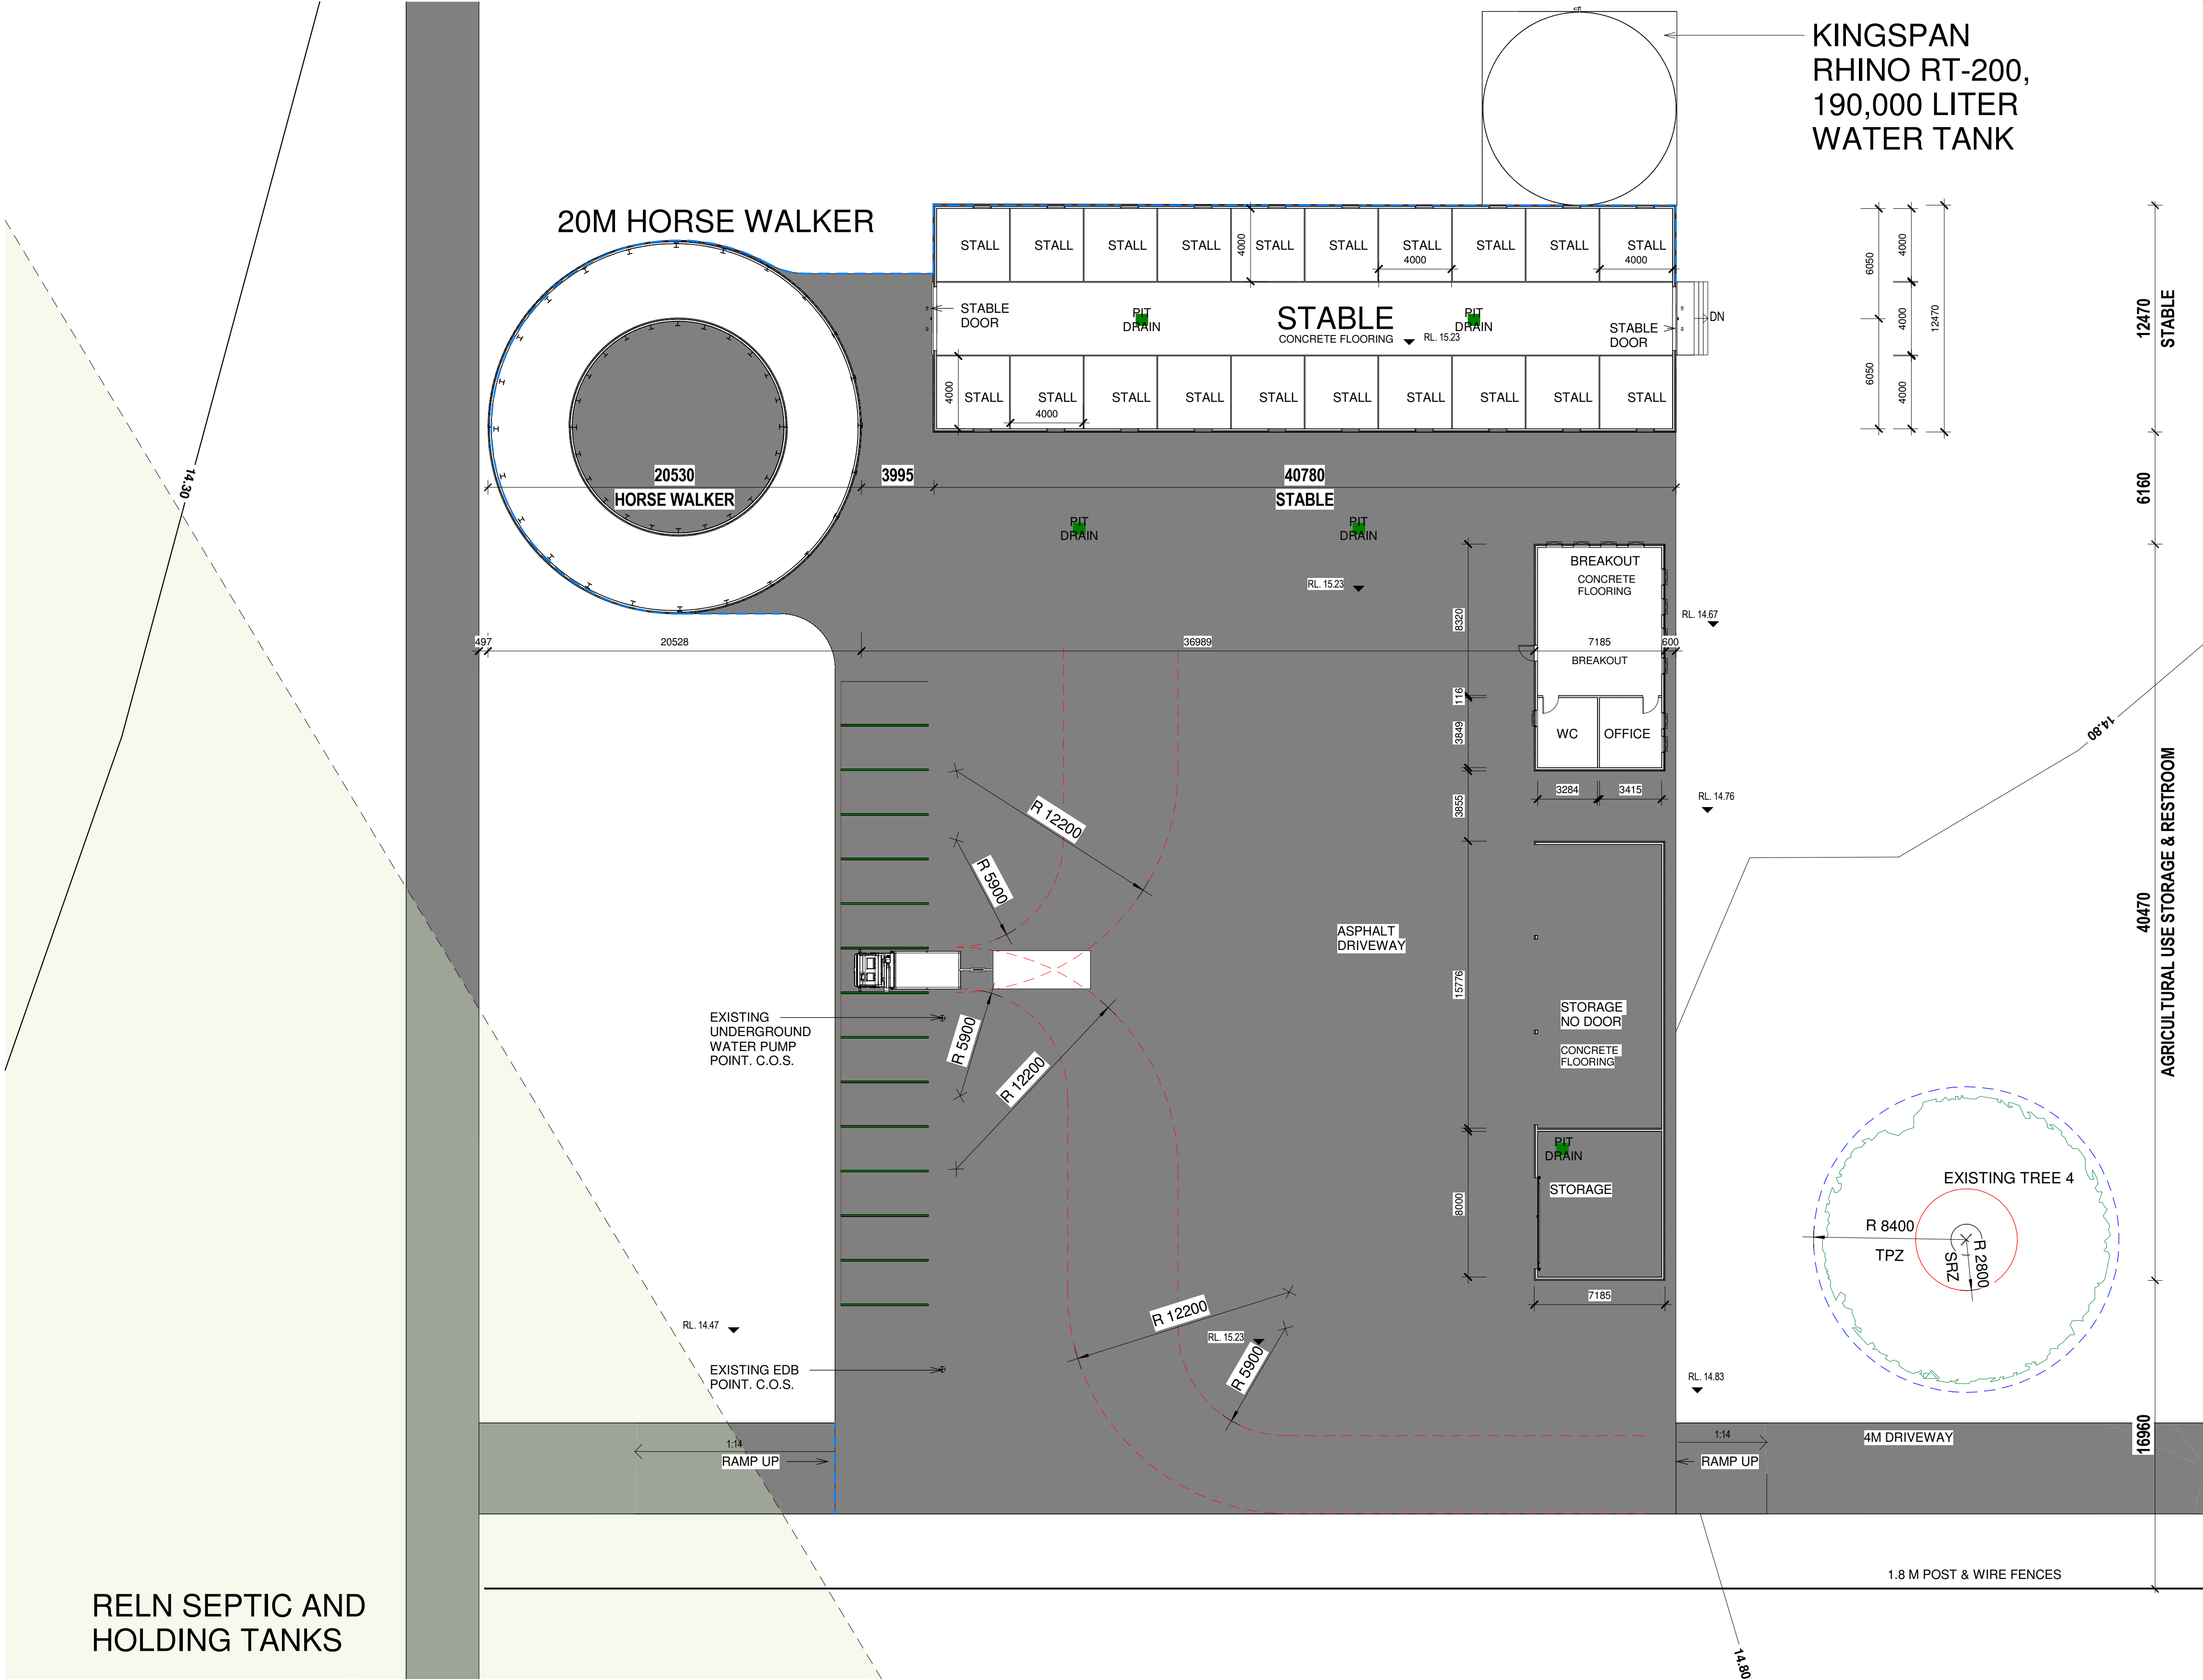 KINGSPAN
RHINO RT-200,
190,000 LITER
WATER TANK
20M HORSE WALKER
STALL STALL STALL STALL STALL STALL STALL STALL STALL STALL
4000
4000
4000
STABLE
DOOR
PIT
DRAIN
STABLE
CONCRETE FLOORING
RL. 15.23
PIT
DRAIN
STABLE
DOOR
DN
4000
STALL STALL STALL STALL STALL STALL STALL STALL STALL STALL
4000
6050
6050
4000
4000
4000
12470
12470
STABLE
6160
14.30
20530
HORSE WALKER
3995
40780
STABLE
PIT
DRAIN
PIT
DRAIN
RL. 15.23
BREAKOUT
CONCRETE
FLOORING
RL. 14.67
8320
497
20528
36989
7185
600
BREAKOUT
116
3849
WC
OFFICE
14.80
3284
3415
RL. 14.76
3855
R 12200
R 5900
ASPHALT
DRIVEWAY
40470
AGRICULTURAL USE STORAGE & RESTROOM
15776
STORAGE
NO DOOR
CONCRETE
FLOORING
EXISTING
UNDERGROUND
WATER PUMP
POINT. C.O.S.
R 5900
R 12200
PIT
DRAIN
STORAGE
8000
7185
EXISTING TREE 4
R 8400
TPZ
R 2800
SRZ
R 12200
RL. 15.23
R 5900
RL. 14.47
EXISTING EDB
POINT. C.O.S.
RL. 14.83
1:14
RAMP UP
1:14
RAMP UP
4M DRIVEWAY
16960
1.8 M POST & WIRE FENCES
RELN SEPTIC AND
HOLDING TANKS
14.80